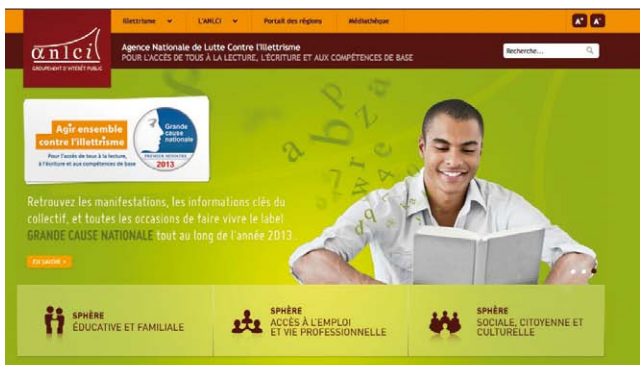 Illettrisme L'ANLCI Portail des régions Médiathèque A+ A-
anlci
GROUPEMENT D'INTÉRÊT PUBLIC
Agence Nationale de Lutte Contre l'Illettrisme
POUR L'ACCÈS DE TOUS À LA LECTURE, L'ÉCRITURE ET AUX COMPÉTENCES DE BASE
Recherche...
Agir ensemble
contre l'illettrisme
Pour l'accès de tous à la lecture,
à l'écriture et aux compétences de base
Grande
cause
nationale
PREMIER MINISTRE
2013
Retrouvez les manifestations, les informations clés du
collectif, et toutes les occasions de faire vivre le label
GRANDE CAUSE NATIONALE tout au long de l'année 2013.
EN SAVOIR +
SPHÈRE
ÉDUCATIVE ET FAMILIALE
SPHÈRE
ACCÈS À L'EMPLOI
ET VIE PROFESSIONNELLE
SPHÈRE
SOCIALE, CITOYENNE ET
CULTURELLE